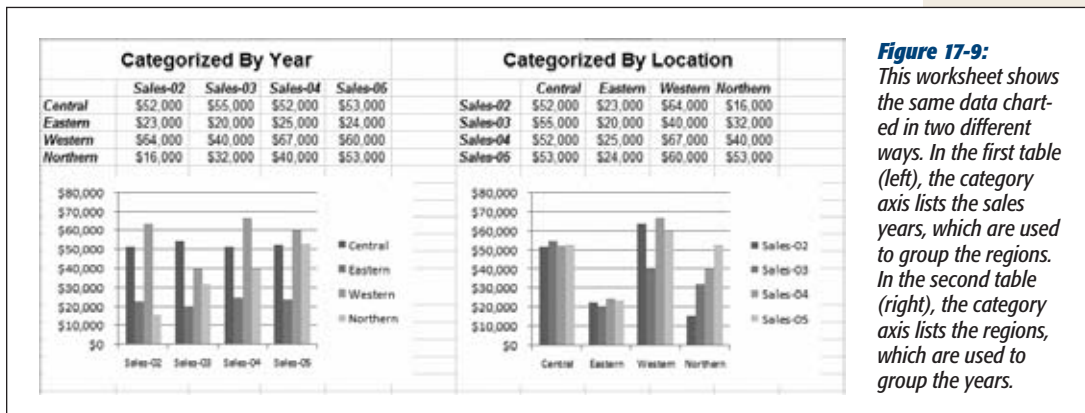 Categorized By Year
Sales-02 Sales-03 Sales-04 Sales-05
Central $52,000 $55,000 $52,000 $53,000
Eastern $23,000 $20,000 $25,000 $24,000
Western $64,000 $40,000 $67,000 $60,000
Northern $16,000 $32,000 $40,000 $53,000
$80,000
$70,000
$60,000
$50,000
$40,000
$30,000
$20,000
$10,000
$0
Sales-02 Sales-03 Sales-04 Sales-05
Central
Eastern
Western
Northern
Categorized By Location
Central Eastern Western Northern
Sales-02 $52,000 $23,000 $64,000 $16,000
Sales-03 $55,000 $20,000 $40,000 $32,000
Sales-04 $52,000 $25,000 $67,000 $40,000
Sales-05 $53,000 $24,000 $60,000 $53,000
$80,000
$70,000
$60,000
$50,000
$40,000
$30,000
$20,000
$10,000
$0
Central Eastern Western Northern
Sales-02
Sales-03
Sales-04
Sales-05
Figure 17-9:
This worksheet shows
the same data chart-
ed in two different
ways. In the first table
(left), the category
axis lists the sales
years, which are used
to group the regions.
In the second table
(right), the category
axis lists the regions,
which are used to
group the years.